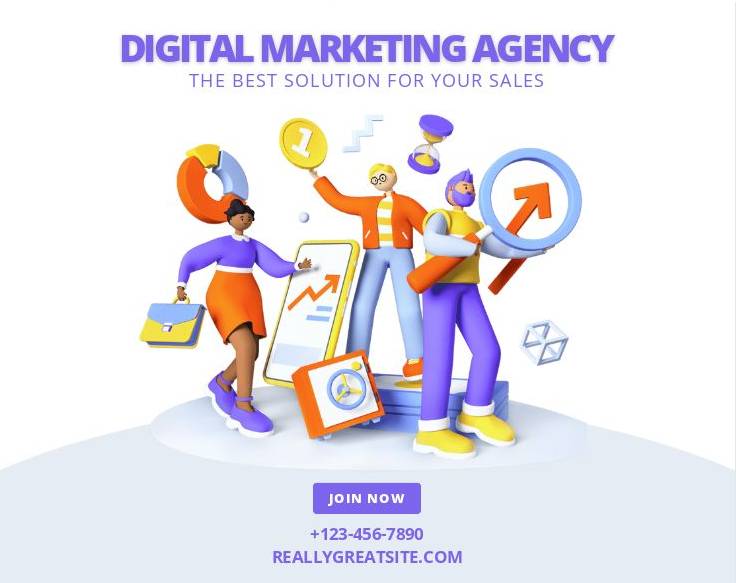 DIGITAL MARKETING AGENCY
THE BEST SOLUTION FOR YOUR SALES
1
JOIN NOW
+123-456-7890
REALLYGREATSITE.COM